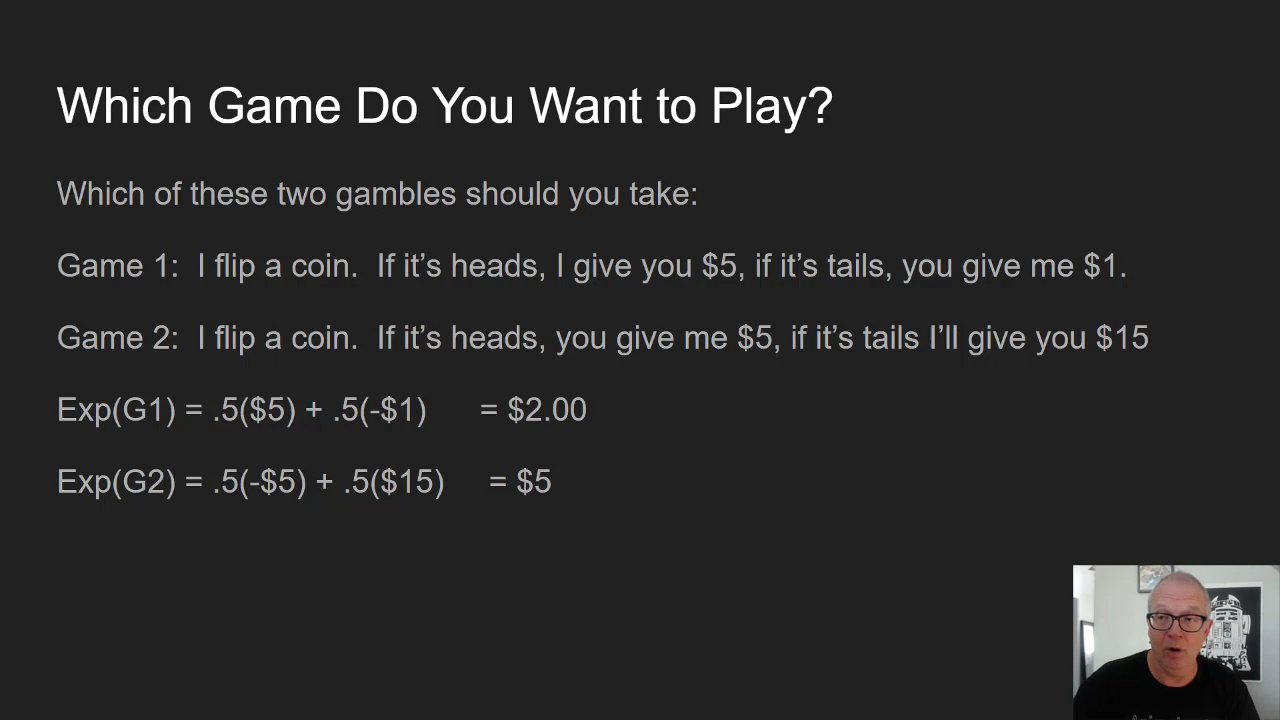 Which Game Do You Want to Play?
Which of these two gambles should you take:
Game 1:  I flip a coin.  If it’s heads, I give you $5, if it’s tails, you give me $1.
Game 2:  I flip a coin.  If it’s heads, you give me $5, if it’s tails I’ll give you $15
Exp(G1) = .5($5) + .5(-$1)      = $2.00
Exp(G2) = .5(-$5) + .5($15)     = $5